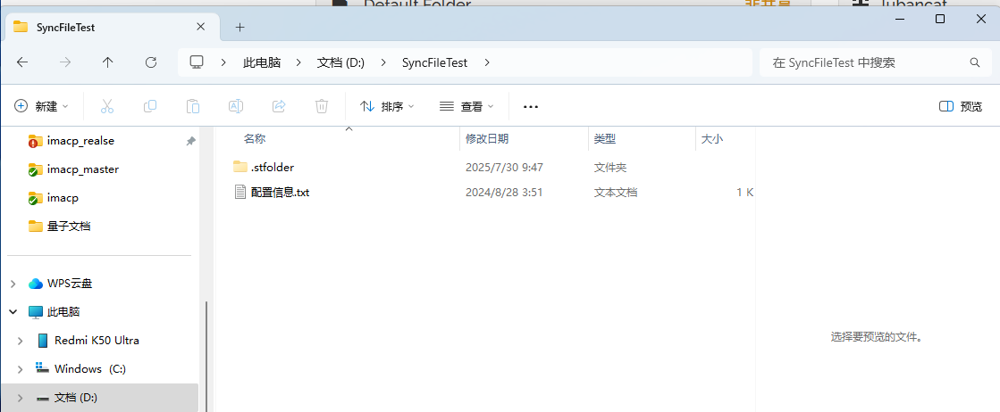 Default Folder
非开富
lubancat
SyncFileTest
此电脑 文档 (D:) SyncFileTest
在 SyncFileTest 中搜索
新建 排序 查看 预览
imacp_realse
imacp_master
imacp
量子文档
WPS云盘
此电脑
Redmi K50 Ultra
Windows (C:)
文档 (D:)
名称 修改日期 类型 大小
.stfolder 2025/7/30 9:47 文件夹
配置信息.txt 2024/8/28 3:51 文本文档 1 K
选择要预览的文件。